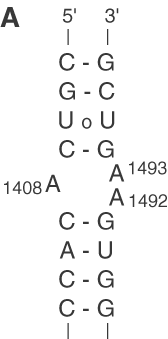 A
5' 3'
C - G
G - C
U o U
C - G
A 1493
1408 A
A 1492
C - G
A - U
C - G
C - G